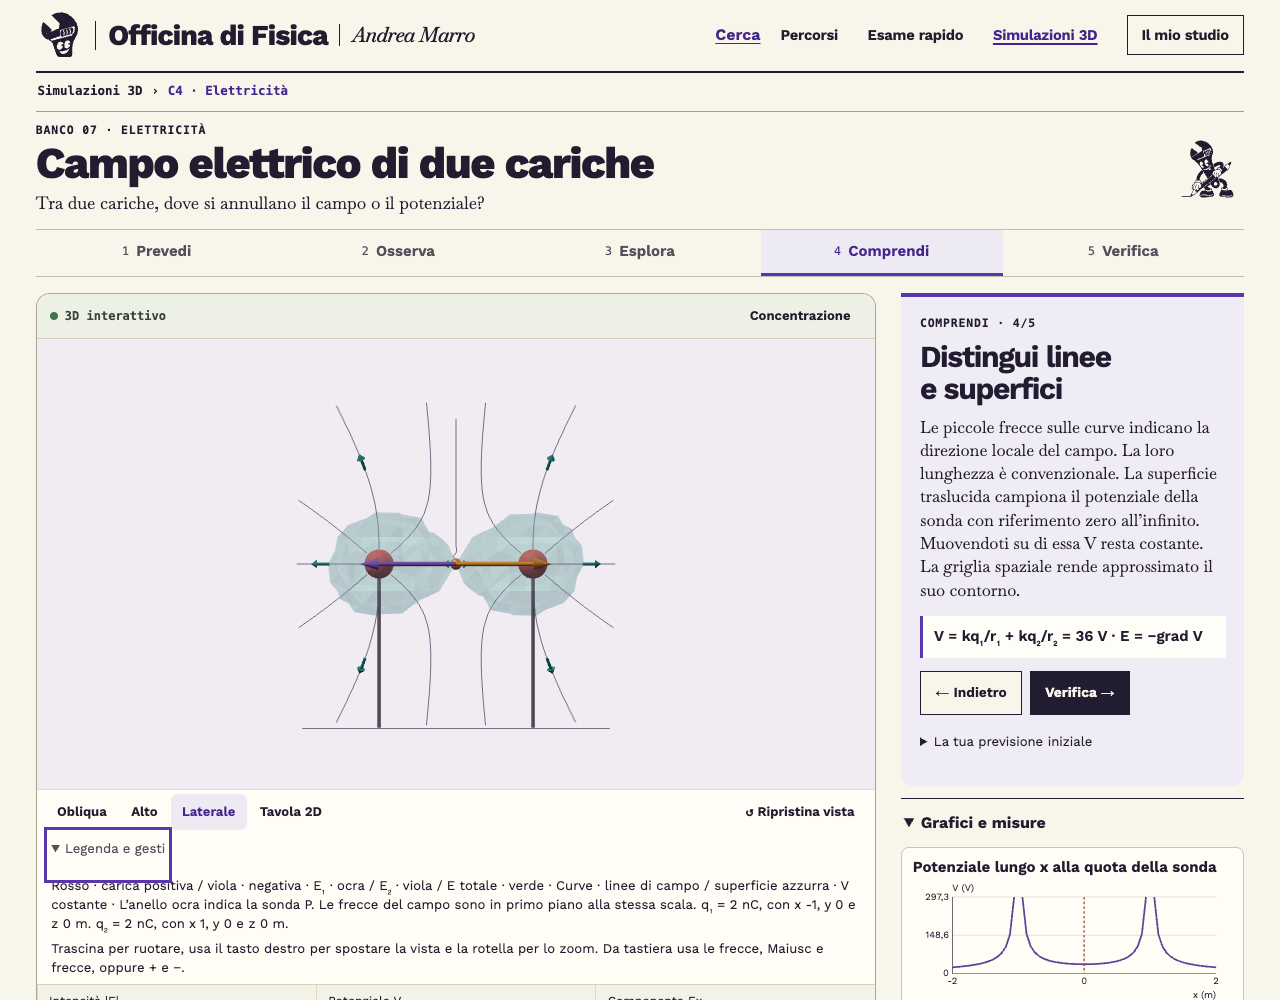 Officina di Fisica
Andrea Marro
Cerca
Percorsi
Esame rapido
Simulazioni 3D
Il mio studio
Simulazioni 3D › C4 · Elettricità
BANCO 07 · ELETTRICITÀ
Campo elettrico di due cariche
Tra due cariche, dove si annullano il campo o il potenziale?
1 Prevedi
2 Osserva
3 Esplora
4 Comprendi
5 Verifica
3D interattivo
Concentrazione
Obliqua
Alto
Laterale
Tavola 2D
↺ Ripristina vista
▼ Legenda e gesti
Rosso · carica positiva / viola · negativa · E₁ · ocra / E₂ · viola / E totale · verde · Curve · linee di campo / superficie azzurra · V
costante · L’anello ocra indica la sonda P. Le frecce del campo sono in primo piano alla stessa scala. q₁ = 2 nC, con x -1, y 0 e
z 0 m. q₂ = 2 nC, con x 1, y 0 e z 0 m.
Trascina per ruotare, usa il tasto destro per spostare la vista e la rotella per lo zoom. Da tastiera usa le frecce, Maiusc e
frecce, oppure + e −.
Intensità |E|
Potenziale V
Componente Ex
COMPRENDI · 4/5
Distingui linee
e superfici
Le piccole frecce sulle curve indicano la
direzione locale del campo. La loro
lunghezza è convenzionale. La superficie
traslucida campiona il potenziale della
sonda con riferimento zero all’infinito.
Muovendoti su di essa V resta costante.
La griglia spaziale rende approssimato il
suo contorno.
V = kq₁/r₁ + kq₂/r₂ = 36 V · E = −grad V
← Indietro
Verifica →
▶ La tua previsione iniziale
▼ Grafici e misure
Potenziale lungo x alla quota della sonda
V (V)
297,3
148,6
0
-2
0
2
x (m)